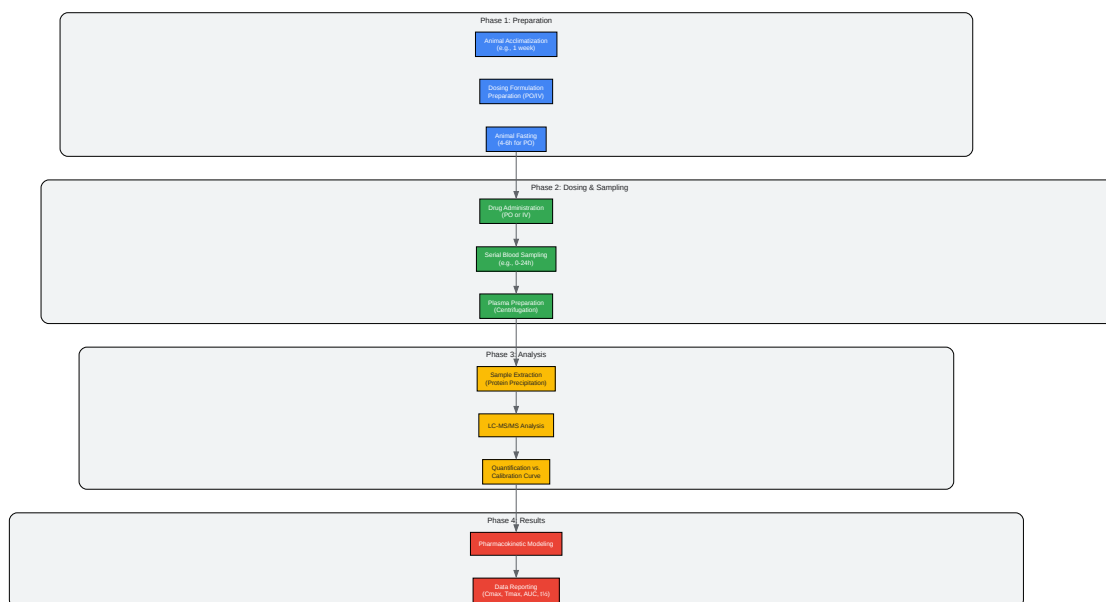 Phase 1: Preparation
Animal Acclimatization
(e.g., 1 week)
Dosing Formulation
Preparation (PO/IV)
Animal Fasting
(4-6h for PO)
Phase 2: Dosing & Sampling
Drug Administration
(PO or IV)
Serial Blood Sampling
(e.g., 0-24h)
Plasma Preparation
(Centrifugation)
Phase 3: Analysis
Sample Extraction
(Protein Precipitation)
LC-MS/MS Analysis
Quantification vs.
Calibration Curve
Phase 4: Results
Pharmacokinetic Modeling
Data Reporting
(Cmax, Tmax, AUC, t½)